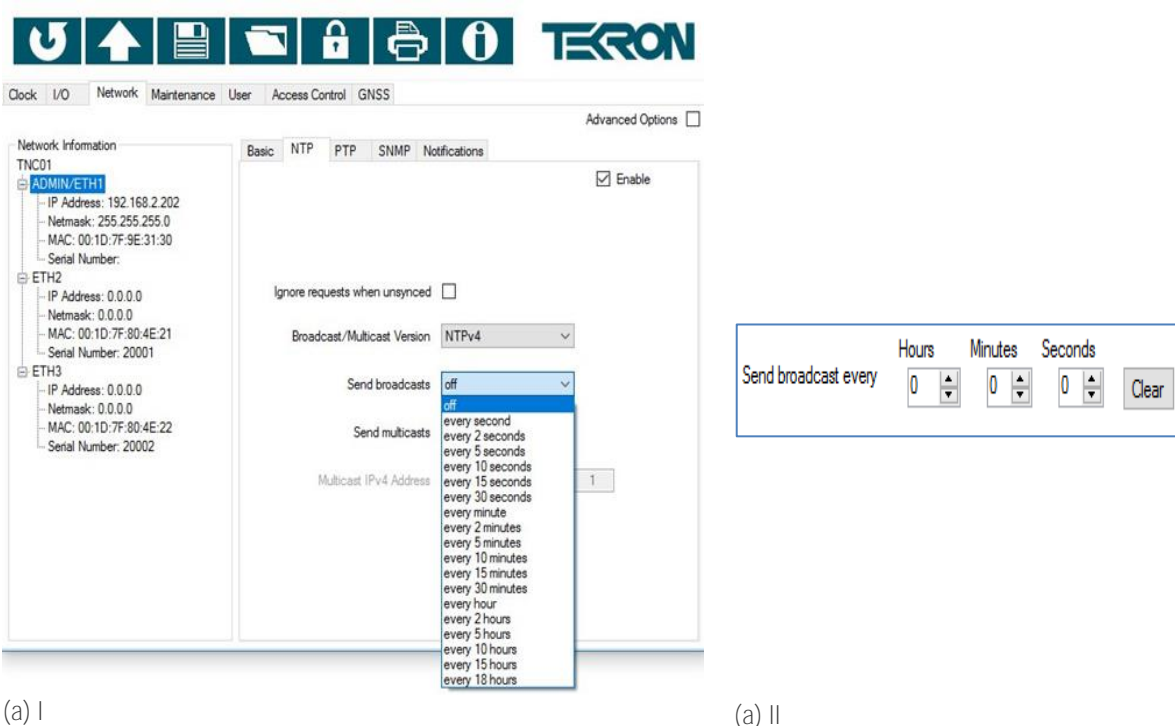 TEKRON
Clock I/O Network Maintenance User Access Control GNSS
Advanced Options
Network Information
TNC01
ADMIN/ETH1
IP Address: 192.168.2.202
Netmask: 255.255.255.0
MAC: 00:1D:7F:9E:31:30
Serial Number:
ETH2
IP Address: 0.0.0.0
Netmask: 0.0.0.0
MAC: 00:1D:7F:80:4E:21
Serial Number: 20001
ETH3
IP Address: 0.0.0.0
Netmask: 0.0.0.0
MAC: 00:1D:7F:80:4E:22
Serial Number: 20002
Basic NTP PTP SNMP Notifications
Enable
Ignore requests when unsynced
Broadcast/Multicast Version NTPv4
Send broadcasts off
off
every second
Send multicasts
every 2 seconds
every 5 seconds
every 10 seconds
Multicast IPv4 Address 1
every 15 seconds
every 30 seconds
every minute
every 2 minutes
every 5 minutes
every 10 minutes
every 15 minutes
every 30 minutes
every hour
every 2 hours
every 5 hours
every 10 hours
every 15 hours
every 18 hours
(a) I
Hours Minutes Seconds
Send broadcast every 0 0 0 Clear
(a) II